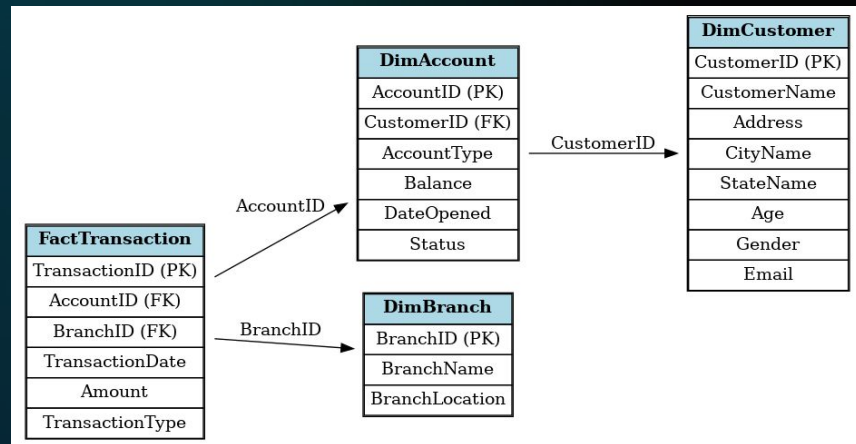 FactTransaction
TransactionID (PK)
AccountID (FK)
BranchID (FK)
TransactionDate
Amount
TransactionType
AccountID
BranchID
DimAccount
AccountID (PK)
CustomerID (FK)
AccountType
Balance
DateOpened
Status
DimBranch
BranchID (PK)
BranchName
BranchLocation
CustomerID
DimCustomer
CustomerID (PK)
CustomerName
Address
CityName
StateName
Age
Gender
Email